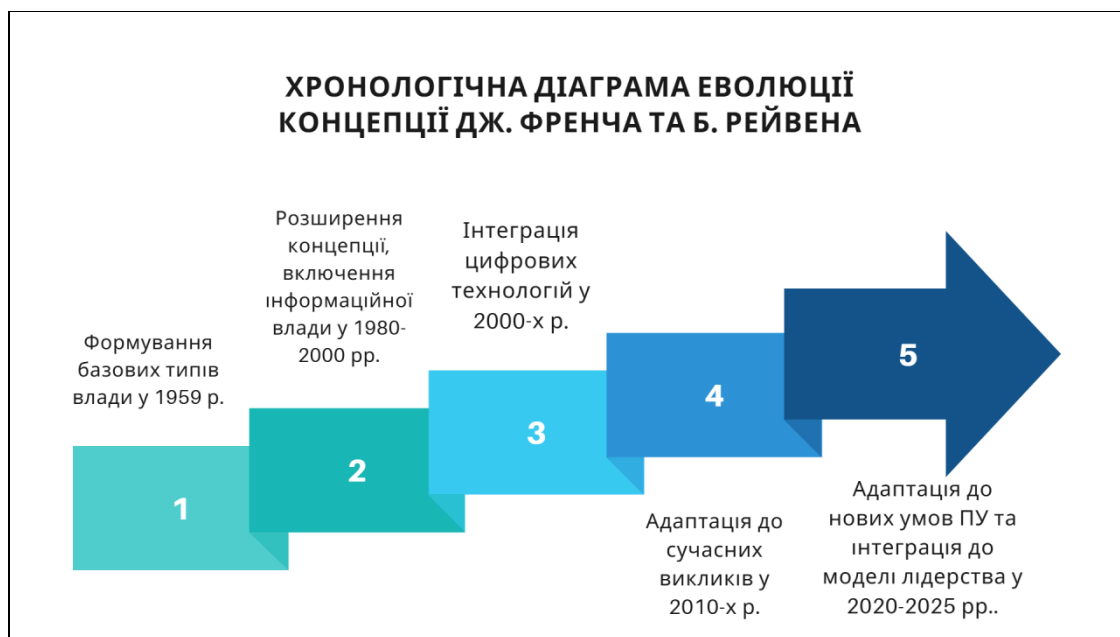 ХРОНОЛОГІЧНА ДІАГРАМА ЕВОЛЮЦІЇ
КОНЦЕПЦІЇ ДЖ. ФРЕНЧА ТА Б. РЕЙВЕНА
Формування
базових типів
влади у 1959 р.
1
Розширення
концепції,
включення
інформаційної
влади у 1980-
2000 рр.
2
Інтеграція
цифрових
технологій у
2000-х р.
3
4
Адаптація до
сучасних
викликів у
2010-х р.
5
Адаптація до
нових умов ПУ та
інтеграція до
моделі лідерства у
2020-2025 рр..